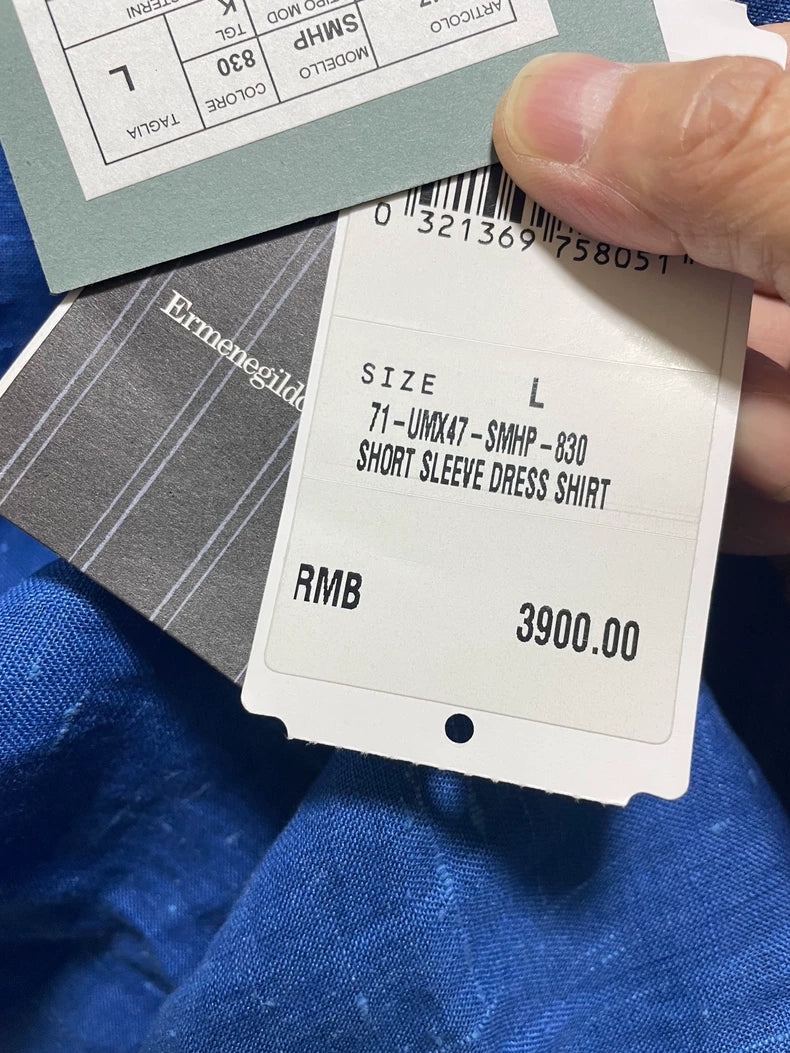 ARTICOLO
MODELLO
SMHP
COLORE
830
TGL
K
TAGLIA
L
Ermenegildo
0 321369 758051
SIZE L
71-UMX47-SMHP-830
SHORT SLEEVE DRESS SHIRT
RMB 3900.00